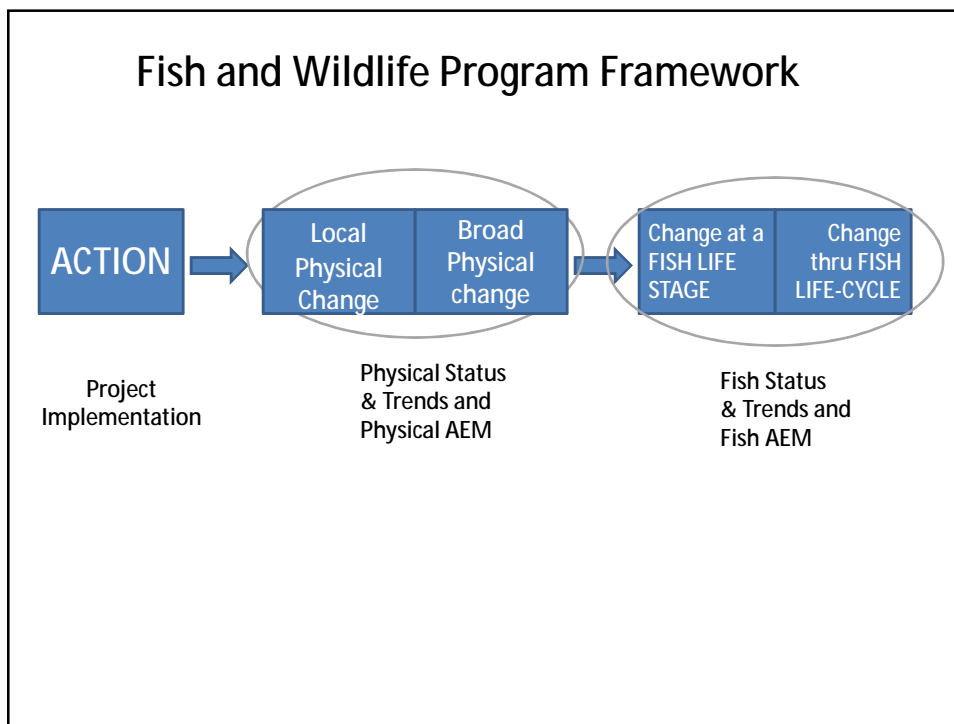 Fish and Wildlife Program Framework
ACTION
Local
Physical
Change
Broad
Physical
change
Change at a
FISH LIFE
STAGE
Change
thru FISH
LIFE-CYCLE
Project
Implementation
Physical Status
& Trends and
Physical AEM
Fish Status
& Trends and
Fish AEM